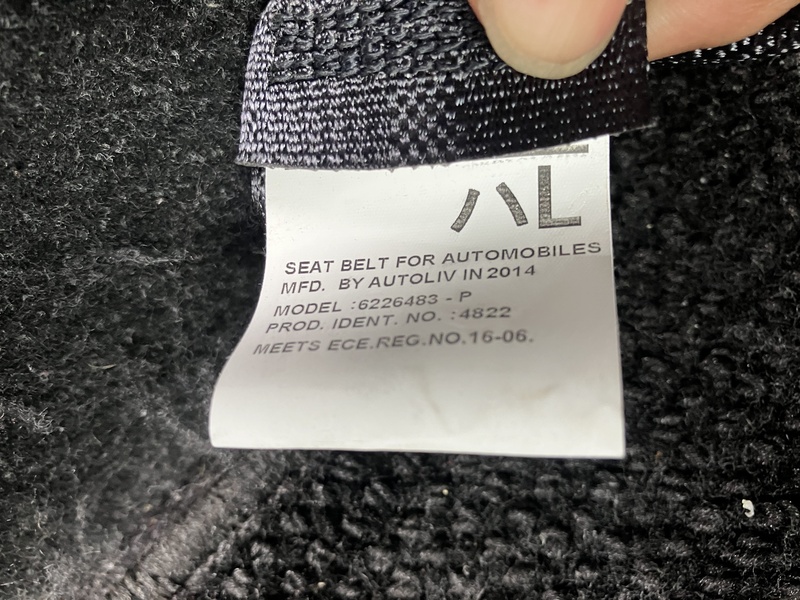 ハL
SEAT BELT FOR AUTOMOBILES
MFD. BY AUTOLIV IN 2014
MODEL :6226483 - P
PROD. IDENT. NO. :4822
MEETS ECE.REG.NO.16-06.